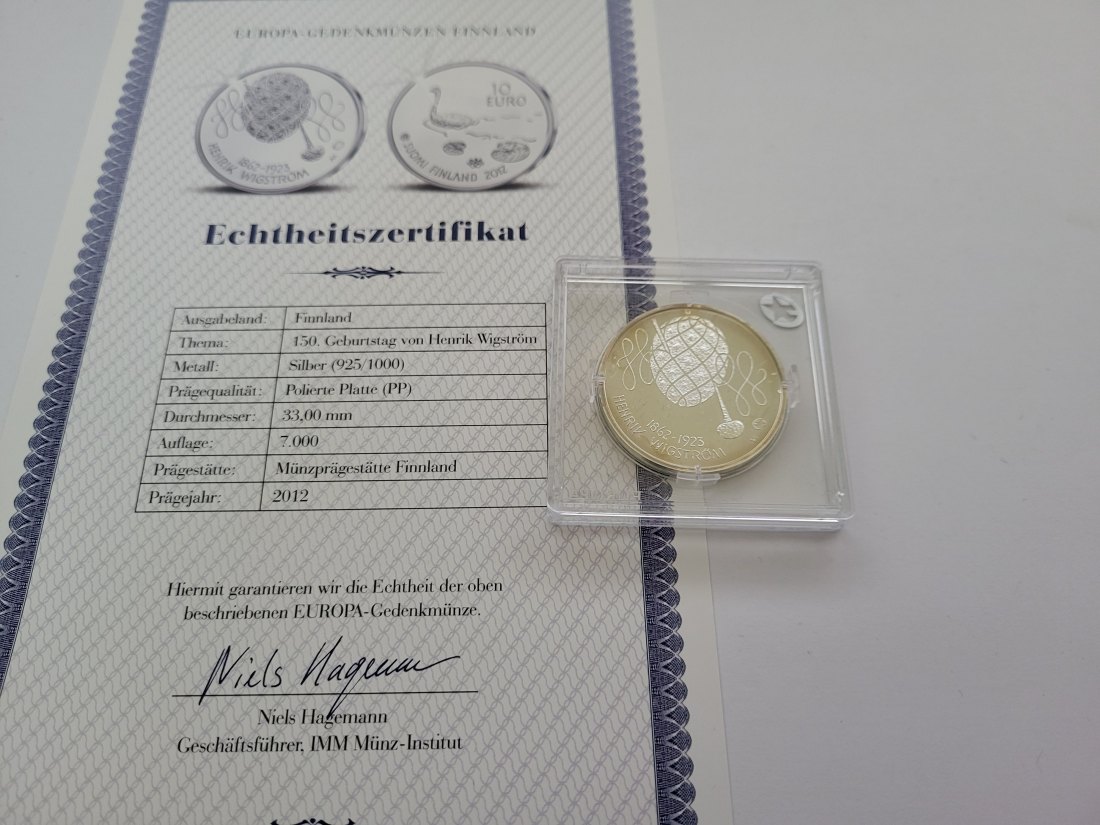 EUROPA-GEDENKMÜNZEN FINNLAND
1862-1923
HENRIK WIGSTRÖM
10
EURO
SUOMI FINLAND 2012
Echtheitszertifikat
Ausgabeland: Finnland
Thema: 150. Geburtstag von Henrik Wigström
Metall: Silber (925/1000)
Prägequalität: Polierte Platte (PP)
Durchmesser: 33,00 mm
Auflage: 7.000
Prägestätte: Münzprägestätte Finnland
Prägejahr: 2012
1862-1923
HENRIK WIGSTRÖM
Hiermit garantieren wir die Echtheit der oben
beschriebenen EUROPA-Gedenkmünze.
Niels Hagemann
Niels Hagemann
Geschäftsführer, IMM Münz-Institut